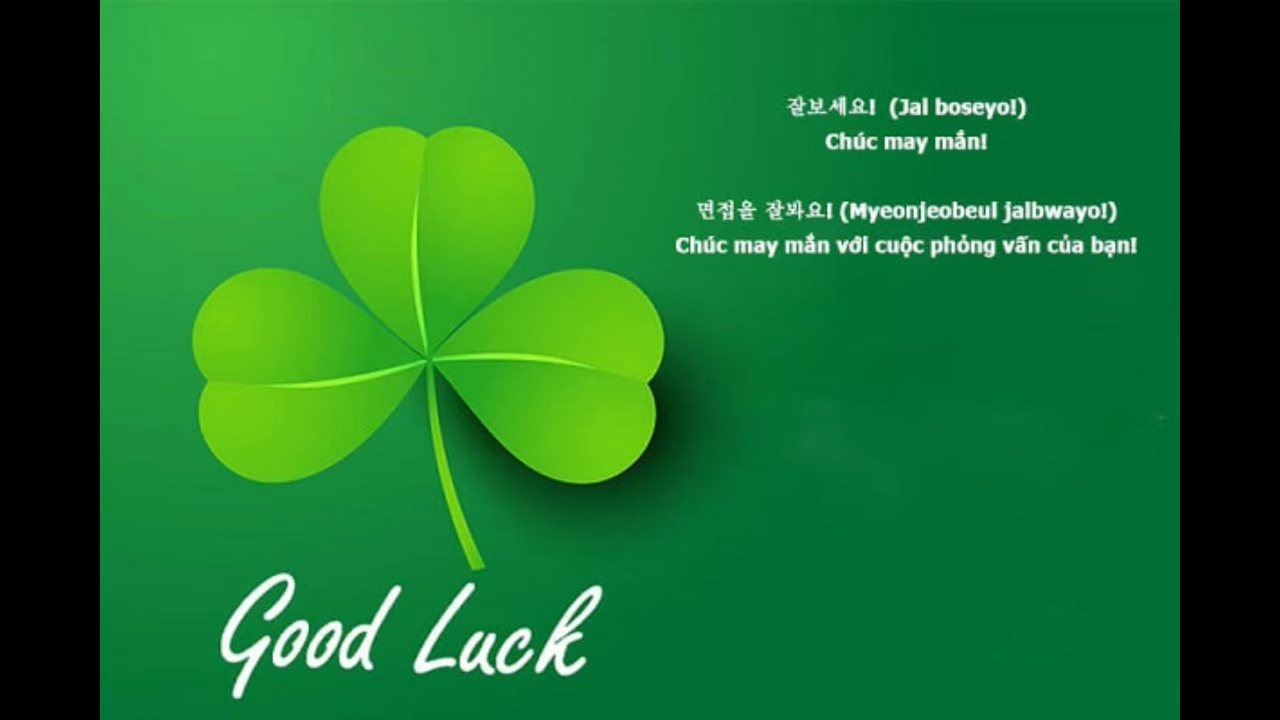 잘보세요! (Jal boseyo!)
Chúc may mắn!
면접을 잘봐요! (Myeonjeobeul jalbwayo!)
Chúc may mắn với cuộc phỏng vấn của bạn!
Good Luck